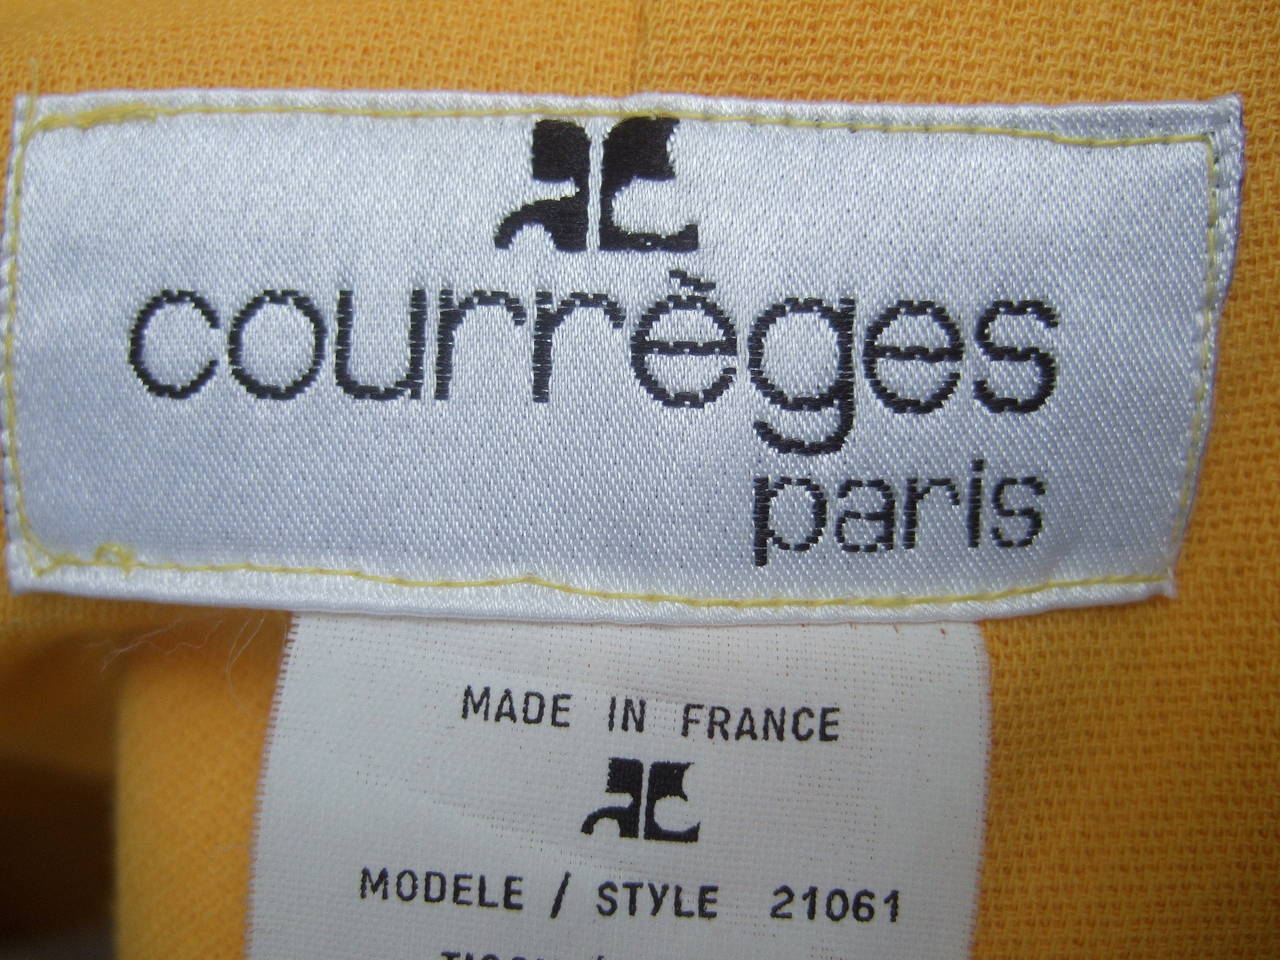 courrèges
paris
MADE IN FRANCE
MODELE / STYLE 21061